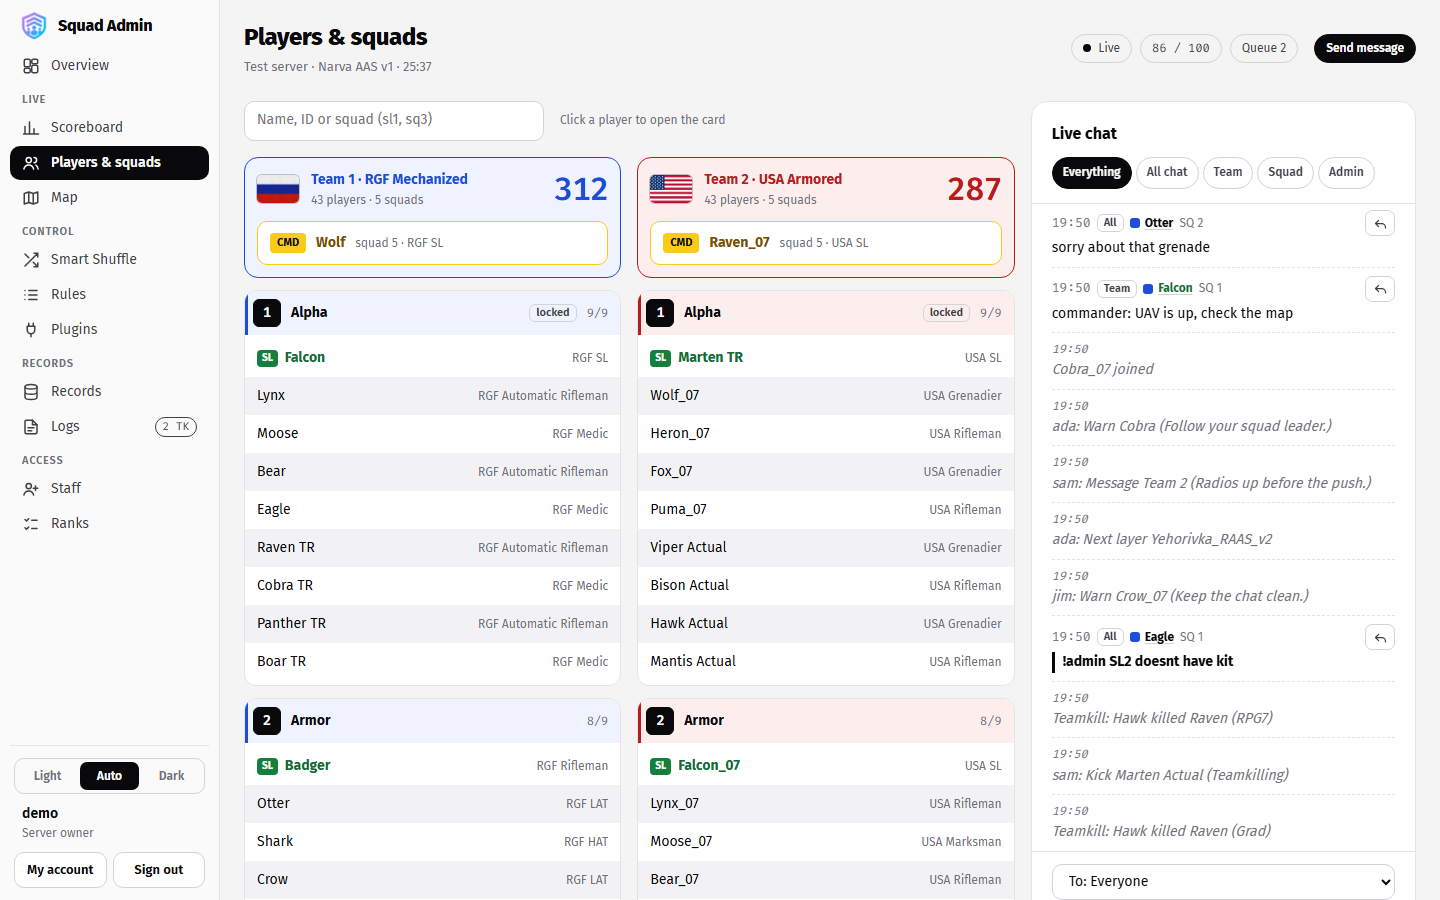 Squad Admin
Overview
LIVE
Scoreboard
Players & squads
Map
CONTROL
Smart Shuffle
Rules
Plugins
RECORDS
Records
Logs
2 TK
ACCESS
Staff
Ranks
Light
Auto
Dark
demo
Server owner
My account
Sign out
Players & squads
Test server · Narva AAS v1 · 25:37
Live
86 / 100
Queue 2
Send message
Name, ID or squad (sl1, sq3)
Click a player to open the card
Team 1 · RGF Mechanized
43 players · 5 squads
312
CMD Wolf squad 5 · RGF SL
1 Alpha locked 9/9
SL Falcon RGF SL
Lynx RGF Automatic Rifleman
Moose RGF Medic
Bear RGF Automatic Rifleman
Eagle RGF Medic
Raven TR RGF Automatic Rifleman
Cobra TR RGF Medic
Panther TR RGF Automatic Rifleman
Boar TR RGF Medic
2 Armor 8/9
SL Badger RGF Rifleman
Otter RGF LAT
Shark RGF HAT
Crow RGF LAT
Team 2 · USA Armored
43 players · 5 squads
287
CMD Raven_07 squad 5 · USA SL
1 Alpha locked 9/9
SL Marten TR USA SL
Wolf_07 USA Grenadier
Heron_07 USA Rifleman
Fox_07 USA Grenadier
Puma_07 USA Rifleman
Viper Actual USA Grenadier
Bison Actual USA Rifleman
Hawk Actual USA Grenadier
Mantis Actual USA Rifleman
2 Armor 8/9
SL Falcon_07 USA SL
Lynx_07 USA Rifleman
Moose_07 USA Marksman
Bear_07 USA Rifleman
Live chat
Everything
All chat
Team
Squad
Admin
19:50 All Otter SQ 2
sorry about that grenade
19:50 Team Falcon SQ 1
commander: UAV is up, check the map
19:50
Cobra_07 joined
19:50
ada: Warn Cobra (Follow your squad leader.)
19:50
sam: Message Team 2 (Radios up before the push.)
19:50
ada: Next layer Yehorivka_RAAS_v2
19:50
jim: Warn Crow_07 (Keep the chat clean.)
19:50 All Eagle SQ 1
!admin SL2 doesnt have kit
19:50
Teamkill: Hawk killed Raven (RPG7)
19:50
sam: Kick Marten Actual (Teamkilling)
19:50
Teamkill: Hawk killed Raven (Grad)
To: Everyone